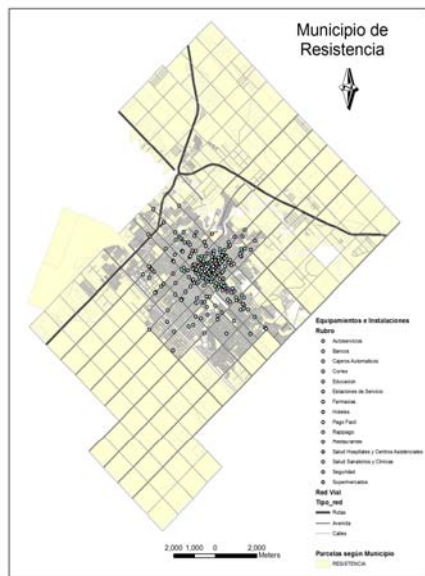 Municipio de
Resistencia
Equipamientos e Instalaciones
Rubro
Autoservicios
Bancos
Cajeros Automaticos
Correo
Educacion
Estaciones de Servicio
Farmacias
Hoteles
Pago Facil
Rapipago
Restaurantes
Salud Hospitales y Centros Asistenciales
Salud Sanatorios y Clinicas
Seguridad
Supermercados
Red Vial
Tipo_red
Rutas
Avenida
Calles
Parcelas según Municipio
RESISTENCIA
2,000 1,000 0 2,000
Meters